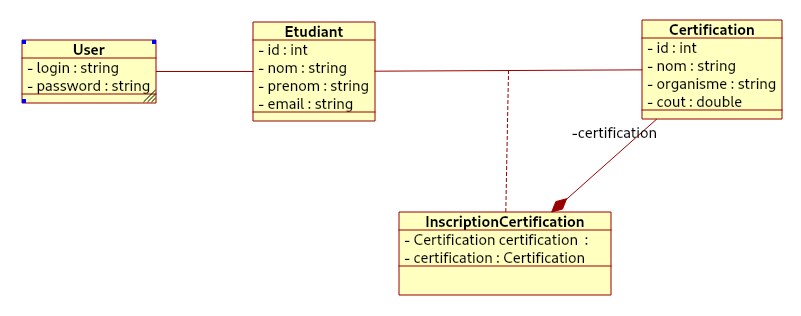 User
- login : string
- password : string
Etudiant
- id : int
- nom : string
- prenom : string
- email : string
Certification
- id : int
- nom : string
- organisme : string
- cout : double
-certification
InscriptionCertification
- Certification certification :
- certification : Certification